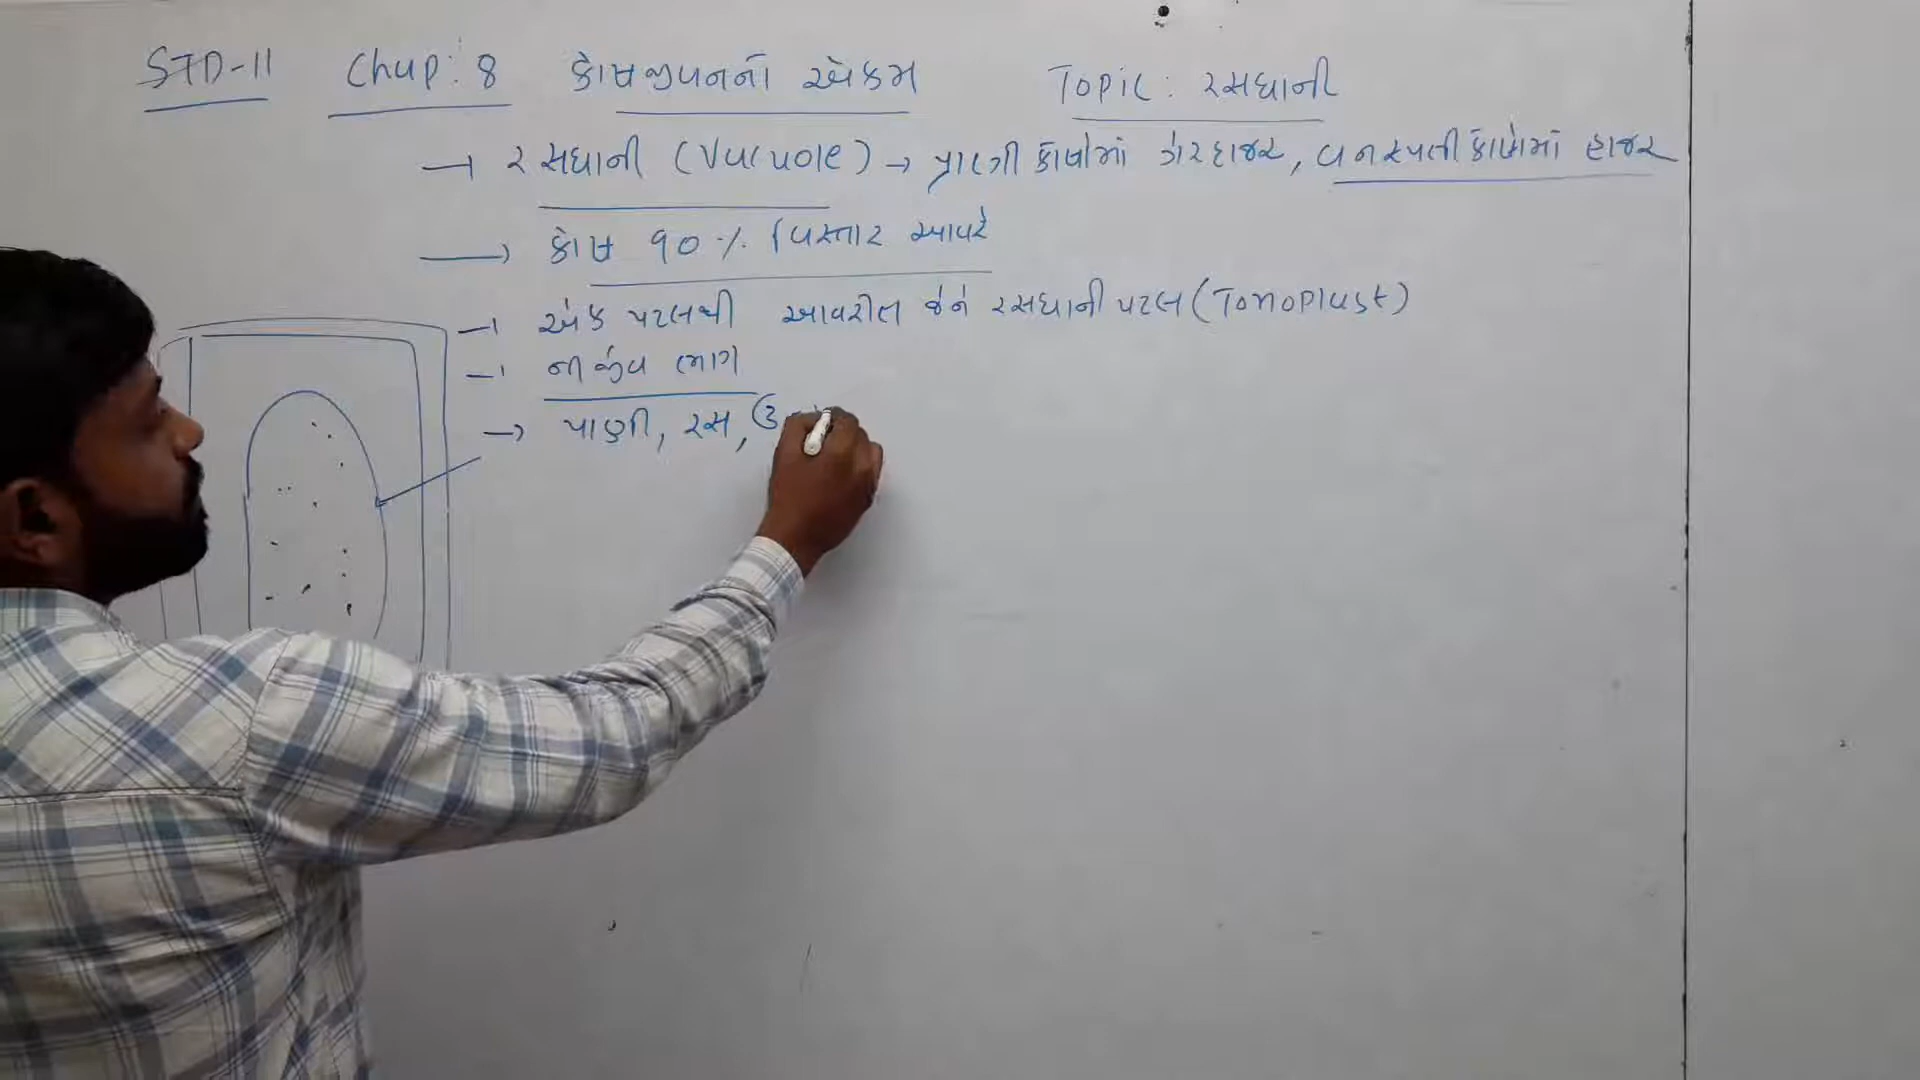 STD-11 Chap: 8 કોષજીવનનો એકમ Topic: રસધાની
રસધાની (Vacuole) → પ્રાણી કોષોમાં ગેરહાજર, વનસ્પતી કોષોમાં હાજર
→ કોષ 90% વિસ્તાર આવરે
એક પટલથી આવરીત જેને રસધાની પટલ (Tonoplast)
નીર્જીવ ભાગ
→ પાણી, રસ,